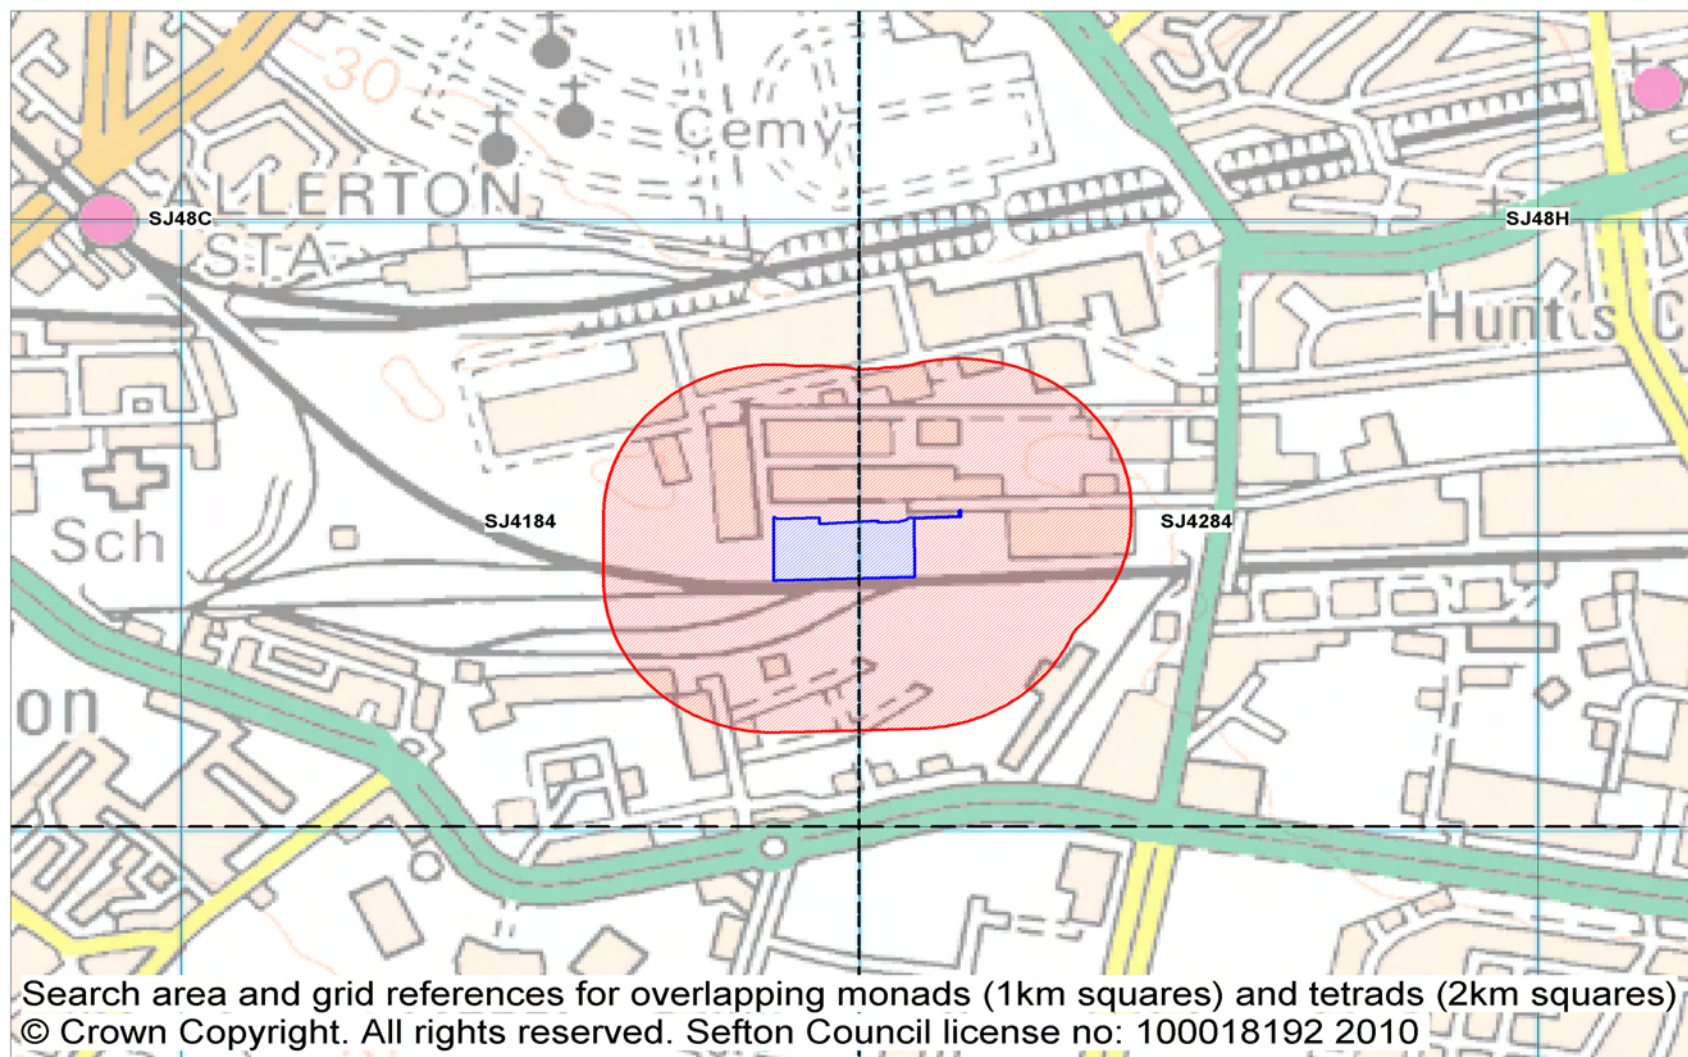 30
Cemy
ALLERTON
SJ48C
SJ48H
STA
Hunt's C
SJ4184
SJ4284
Sch
on
Search area and grid references for overlapping monads (1km squares) and tetrads (2km squares)
© Crown Copyright. All rights reserved. Sefton Council license no: 100018192 2010